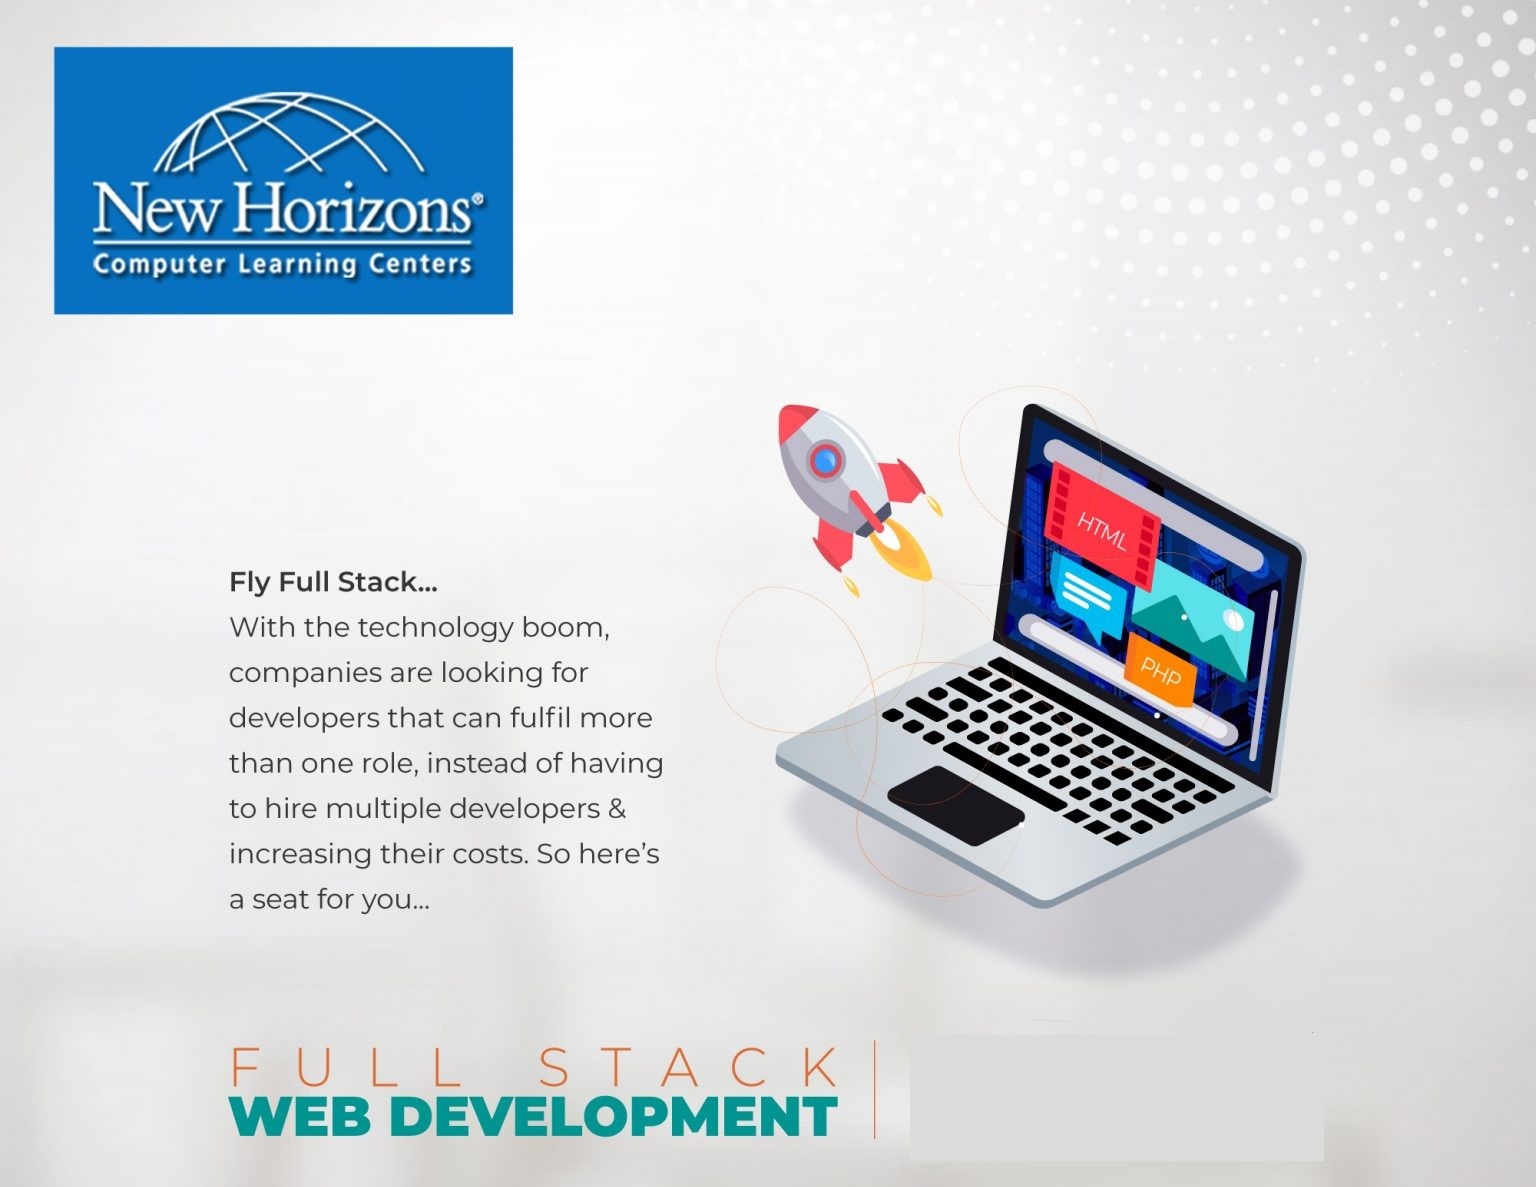 New Horizons®
Computer Learning Centers
HTML
PHP
Fly Full Stack...
With the technology boom,
companies are looking for
developers that can fulfil more
than one role, instead of having
to hire multiple developers &
increasing their costs. So here’s
a seat for you...
FULL STACK
WEB DEVELOPMENT